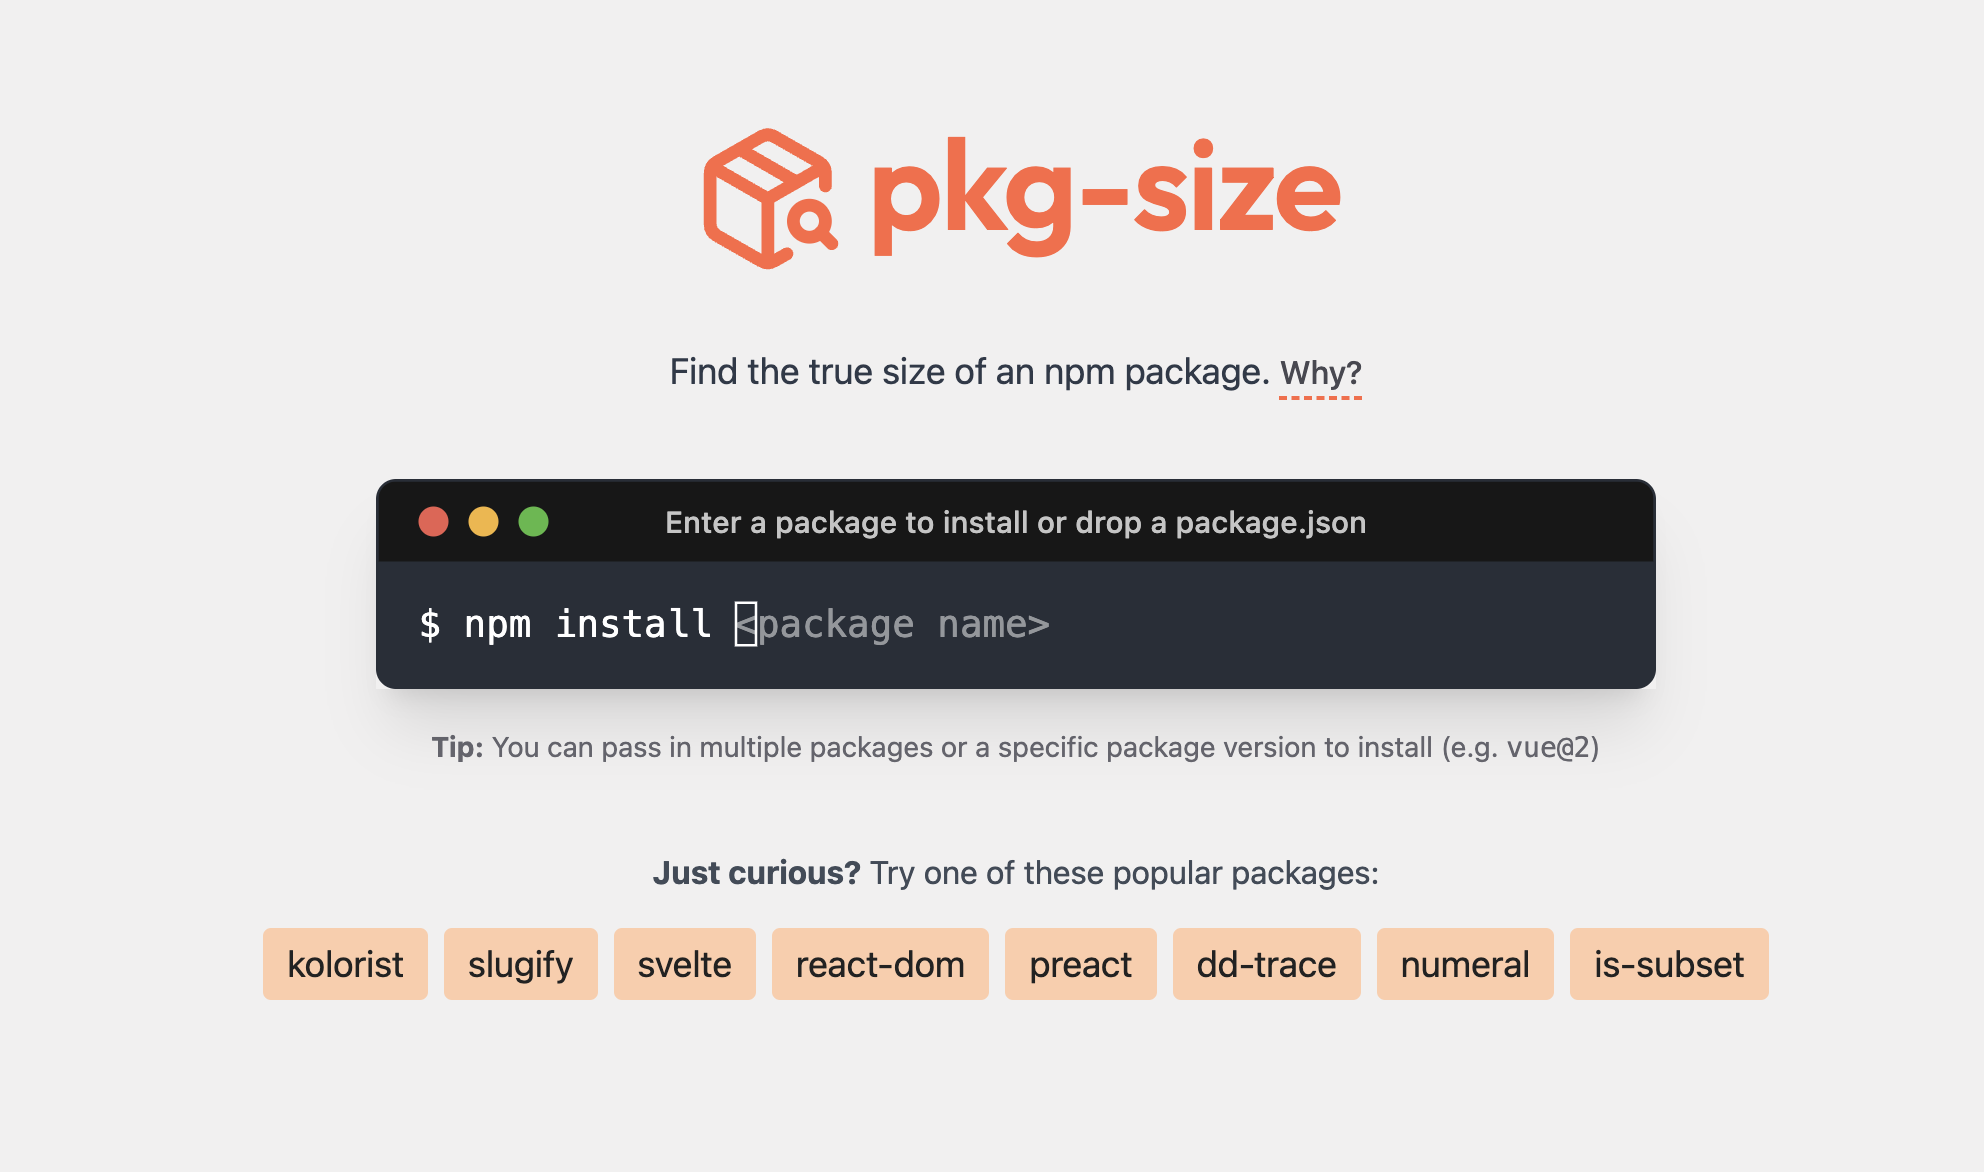 pkg-size
Find the true size of an npm package. Why?
Enter a package to install or drop a package.json
$ npm install <package name>
Tip: You can pass in multiple packages or a specific package version to install (e.g. vue@2)
Just curious? Try one of these popular packages:
kolorist slugify svelte react-dom preact dd-trace numeral is-subset